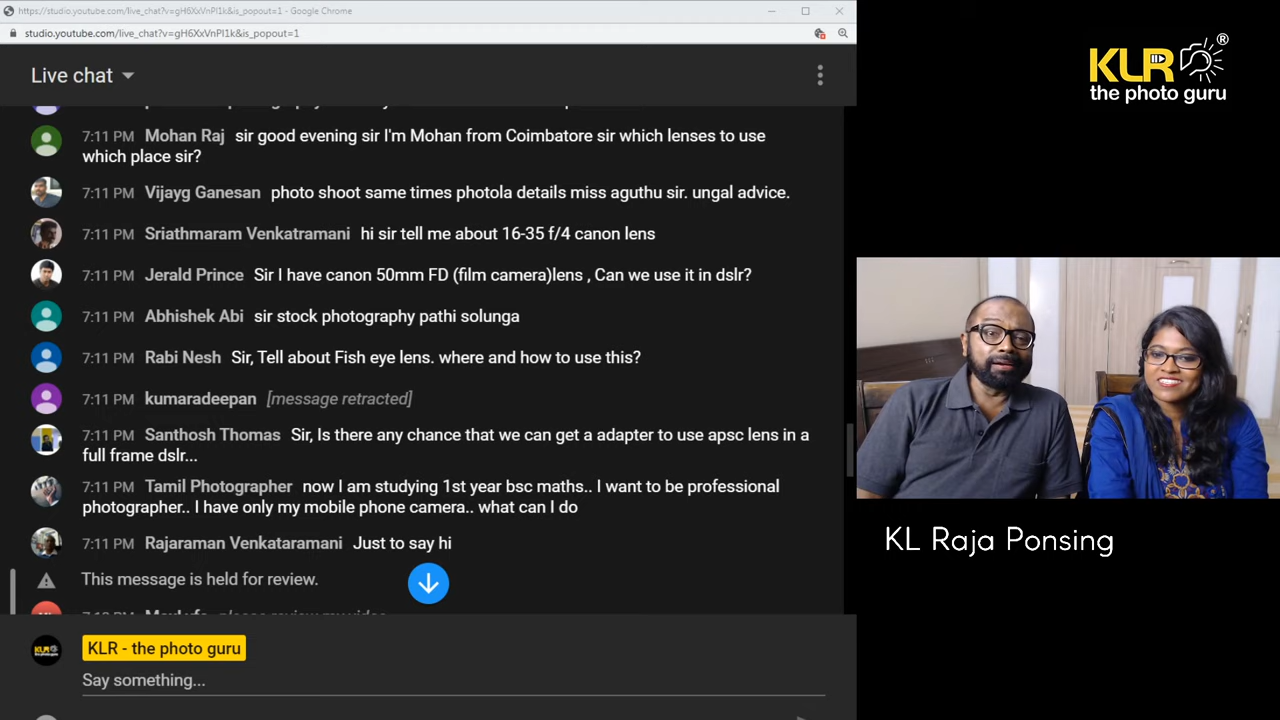 https://studio.youtube.com/live_chat?v=gH6XxVnPl1k&is_popout=1 - Google Chrome
studio.youtube.com/live_chat?v=gH6XxVnPl1k&is_popout=1
Live chat
7:11 PM Mohan Raj sir good evening sir I'm Mohan from Coimbatore sir which lenses to use
which place sir?
7:11 PM Vijayg Ganesan photo shoot same times photola details miss aguthu sir. ungal advice.
7:11 PM Sriathmaram Venkatramani hi sir tell me about 16-35 f/4 canon lens
7:11 PM Jerald Prince Sir I have canon 50mm FD (film camera)lens , Can we use it in dslr?
7:11 PM Abhishek Abi sir stock photography pathi solunga
7:11 PM Rabi Nesh Sir, Tell about Fish eye lens. where and how to use this?
7:11 PM kumaradeepan [message retracted]
7:11 PM Santhosh Thomas Sir, Is there any chance that we can get a adapter to use apsc lens in a
full frame dslr...
7:11 PM Tamil Photographer now I am studying 1st year bsc maths.. I want to be professional
photographer.. I have only my mobile phone camera.. what can I do
7:11 PM Rajaraman Venkataramani Just to say hi
This message is held for review.
please review my video
KLR - the photo guru
Say something...
KLR ®
the photo guru
KL Raja Ponsing